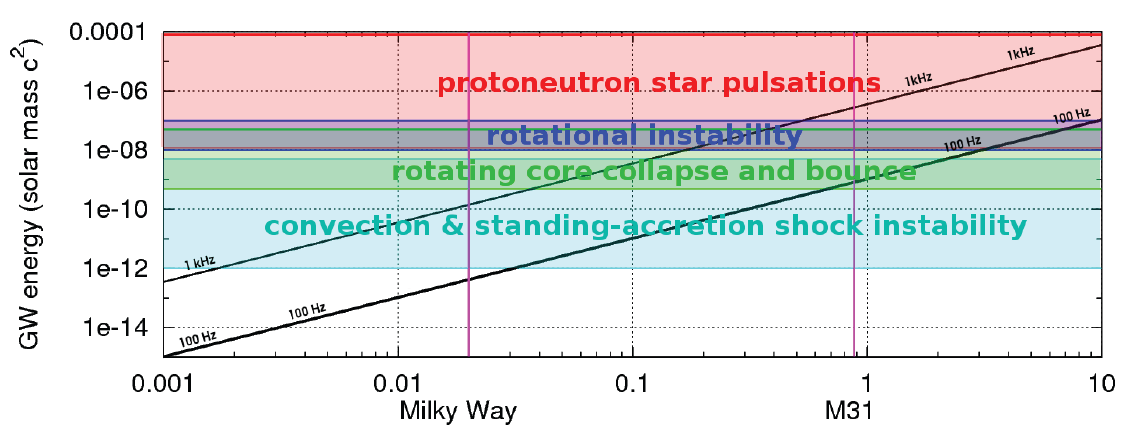 GW energy (solar mass c2)
0.0001
1e-06
1e-08
1e-10
1e-12
1e-14
protoneutron star pulsations
rotational instability
rotating core collapse and bounce
convection & standing-accretion shock instability
1kHz
1kHz
100 Hz
100 Hz
1 kHz
100 Hz
100 Hz
0.001
0.01
0.1
1
10
Milky Way
M31